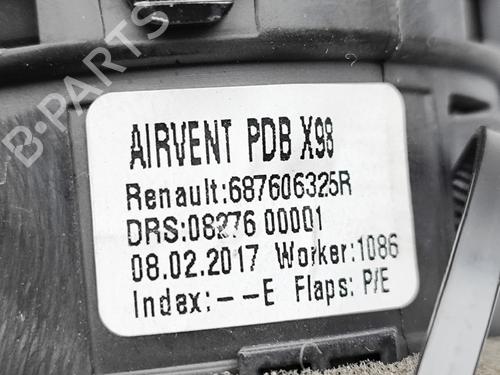 B-PARTS
AIRVENT PDB X98
Renault:687606325R
DRS:08276 00001
08.02.2017 Worker:1086
Index:--E Flaps: P/E